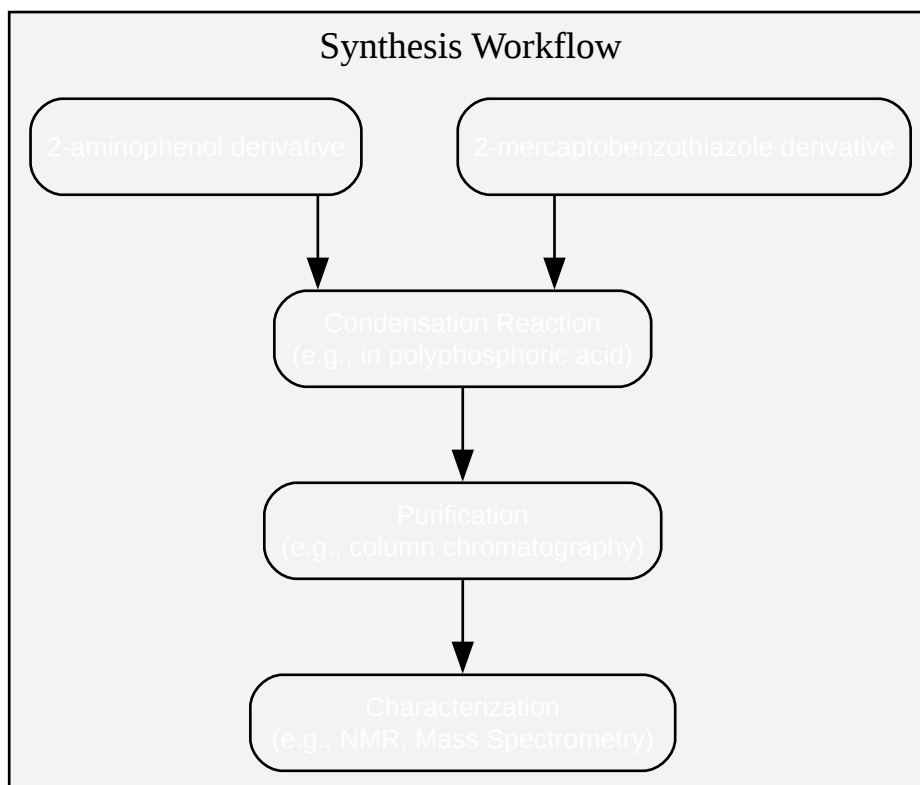 Synthesis Workflow
2-aminophenol derivative
2-mercaptobenzothiazole derivative
Condensation Reaction
(e.g., in polyphosphoric acid)
Purification
(e.g., column chromatography)
Characterization
(e.g., NMR, Mass Spectrometry)